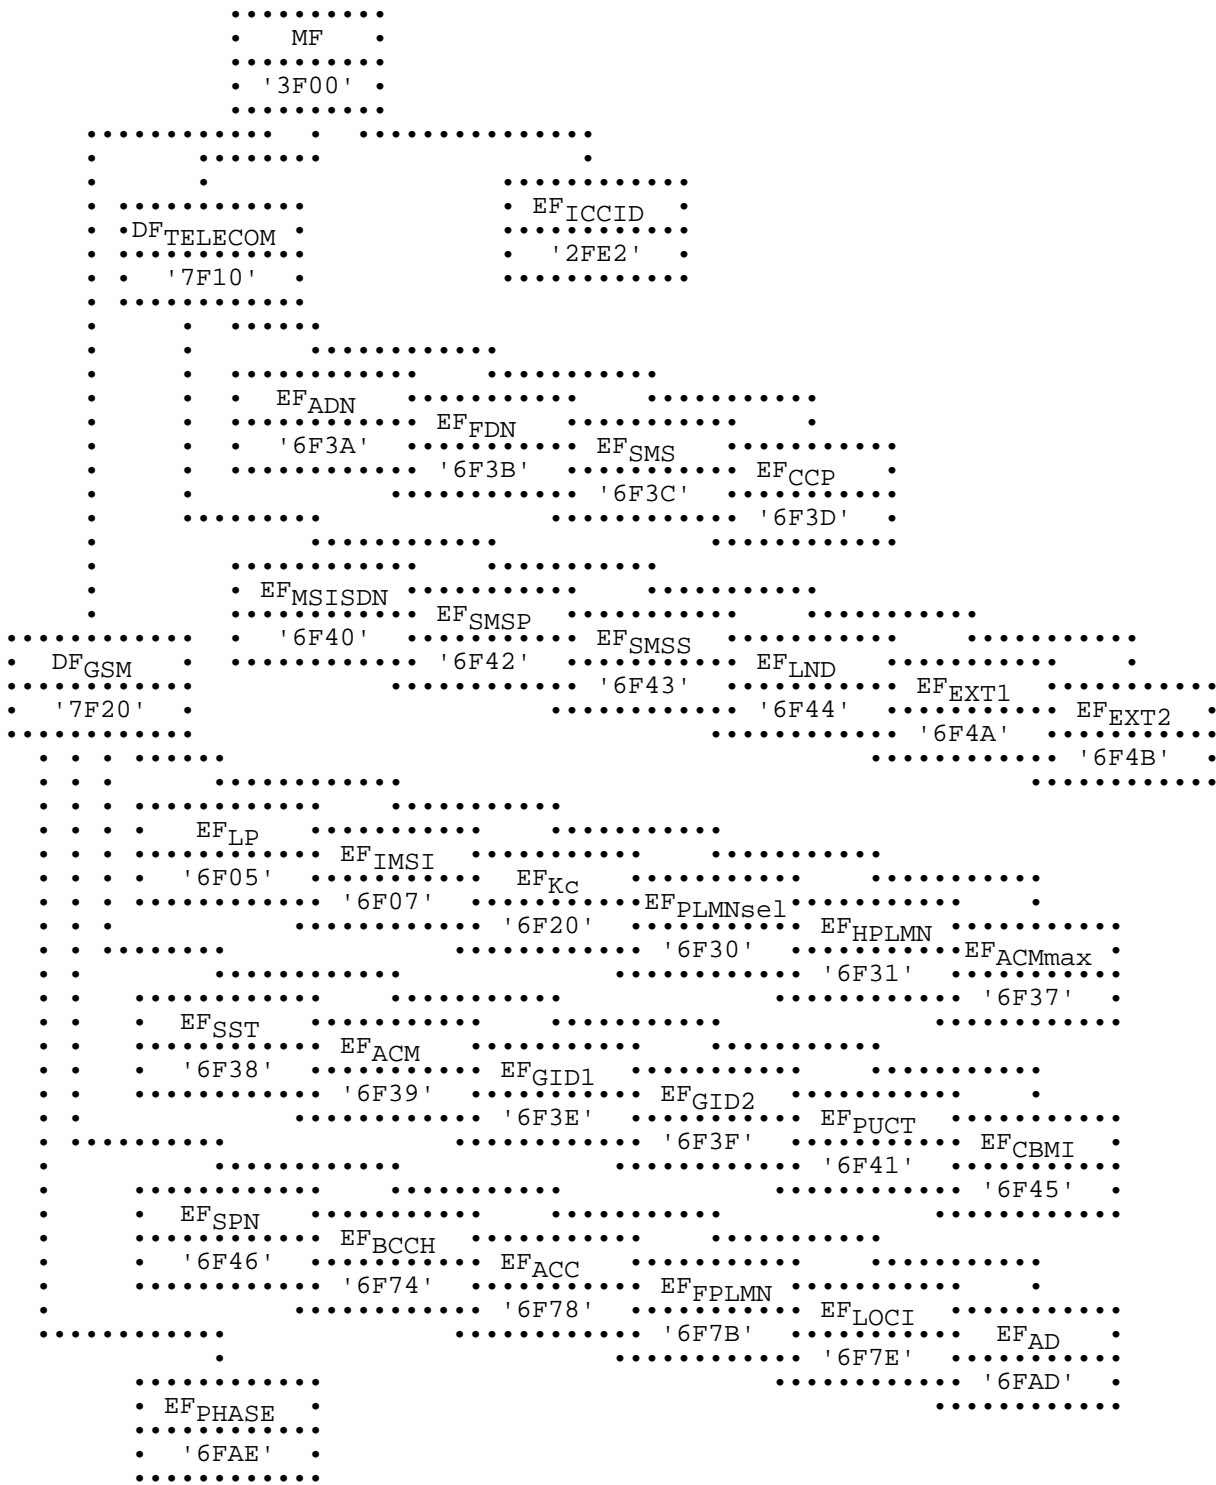 MF
'3F00'
EFICCID
DFTELECOM
'2FE2'
'7F10'
EFADN
EFFDN
'6F3A'
EFSMS
'6F3B'
EFCCP
'6F3C'
'6F3D'
EFMSISDN
EFSMSP
'6F40'
EFSMSS
DFGSM
'6F42'
EFLND
'6F43'
EFEXT1
'7F20'
'6F44'
EFEXT2
'6F4A'
'6F4B'
EFLP
EFIMSI
'6F05'
EFKc
'6F07'
EFPLMNsel
'6F20'
EFHPLMN
'6F30'
EFACMmax
'6F31'
'6F37'
EFSST
EFACM
'6F38'
EFGID1
'6F39'
EFGID2
'6F3E'
EFPUCT
'6F3F'
EFCBMI
'6F41'
'6F45'
EFSPN
EFBCCH
'6F46'
EFACC
'6F74'
EFFPLMN
'6F78'
EFLOCI
'6F7B'
EFAD
'6F7E'
'6FAD'
EFPHASE
'6FAE'